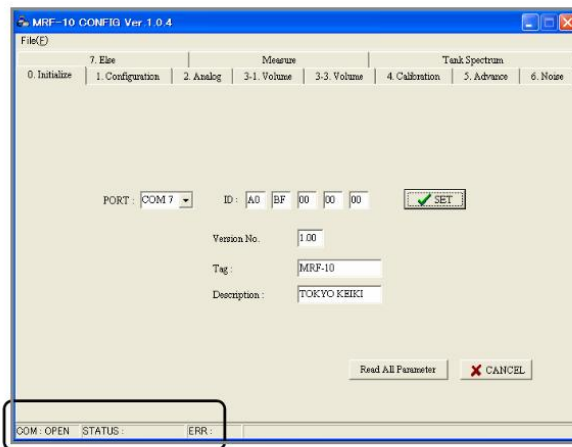 MRF-10 CONFIG Ver.1.0.4
File(F)
7. Else Measure Tank Spectrum
0. Initialize 1. Configuration 2. Analog 3-1. Volume 3-3. Volume 4. Calibration 5. Advance 6. Noise
PORT : COM 7 ID : A0 BF 00 00 00 SET
Version No. 1.00
Tag : MRF-10
Description : TOKYO KEIKI
Read All Parameter CANCEL
COM : OPEN STATUS : ERR :